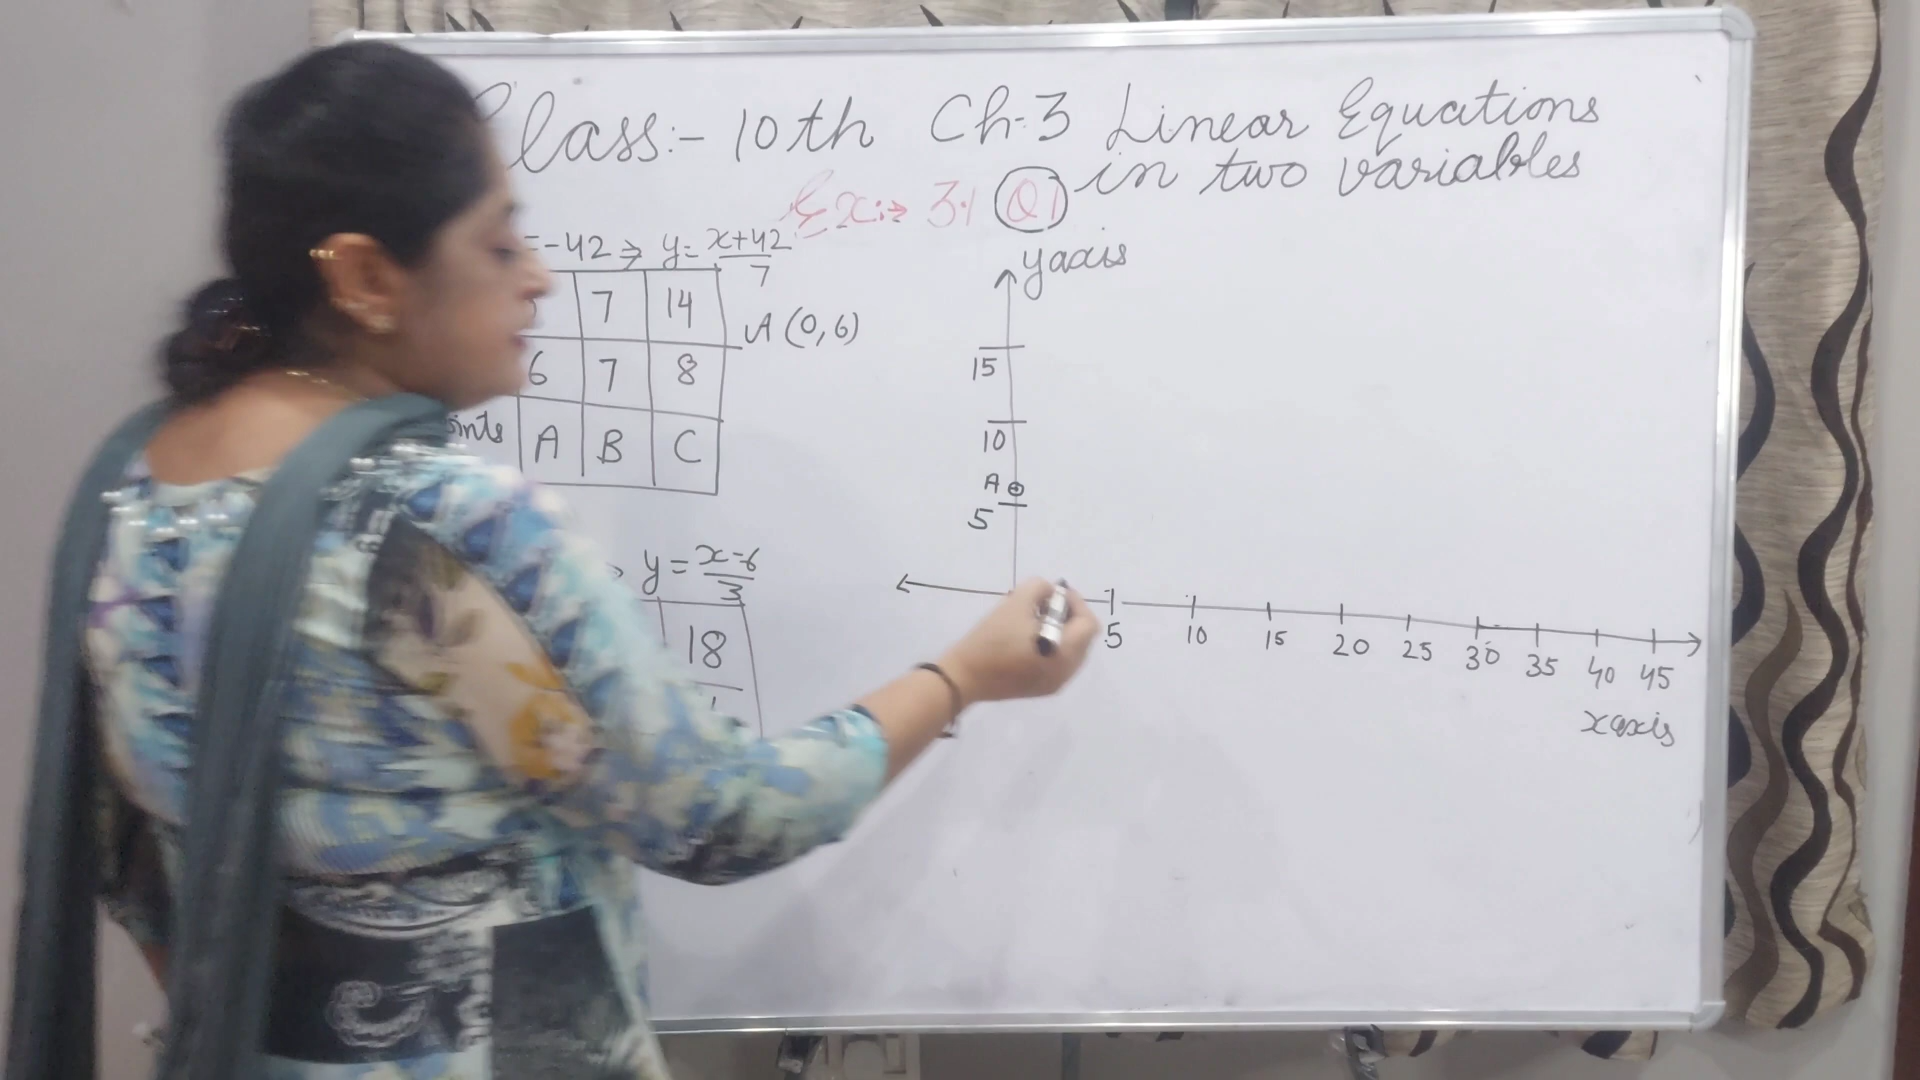 Class:- 10th Ch-3 Linear Equations
in two variables
Ex:→ 3.1 Q1
=-42 ⇒ y= x+42/7
7 14
A (0,6)
6 7 8
A B C
y = x-6/3
18
y axis
15
10
A
5
5 10 15 20 25 30 35 40 45
x axis